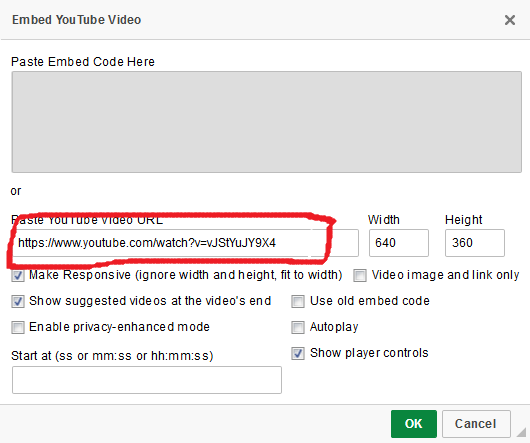 Embed YouTube Video
Paste Embed Code Here
or
Paste YouTube Video URL Width Height
https://www.youtube.com/watch?v=vJStYuJY9X4 640 360
Make Responsive (ignore width and height, fit to width) Video image and link only
Show suggested videos at the video's end Use old embed code
Enable privacy-enhanced mode Autoplay
Start at (ss or mm:ss or hh:mm:ss) Show player controls
OK Cancel